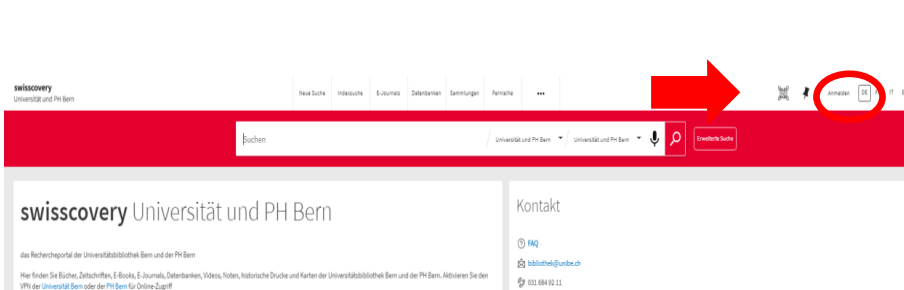 swisscovery
Universität und PH Bern
Neue Suche Indexsuche E-Journals Datenbanken Sammlungen Fernleihe •••
Anmelden DE IT
Suchen Universität und PH Bern Universität und PH Bern Erweiterte Suche
swisscovery Universität und PH Bern
das Rechercheportal der Universitätsbibliothek Bern und der PH Bern
Hier finden Sie Bücher, Zeitschriften, E-Books, E-Journals, Datenbanken, Videos, Noten, historische Drucke und Karten der Universitätsbibliothek Bern und der PH Bern. Aktivieren Sie den
VPN der Universität Bern oder der PH Bern für Online-Zugriff
Kontakt
FAQ
bibliothek@unibe.ch
031 684 92 11